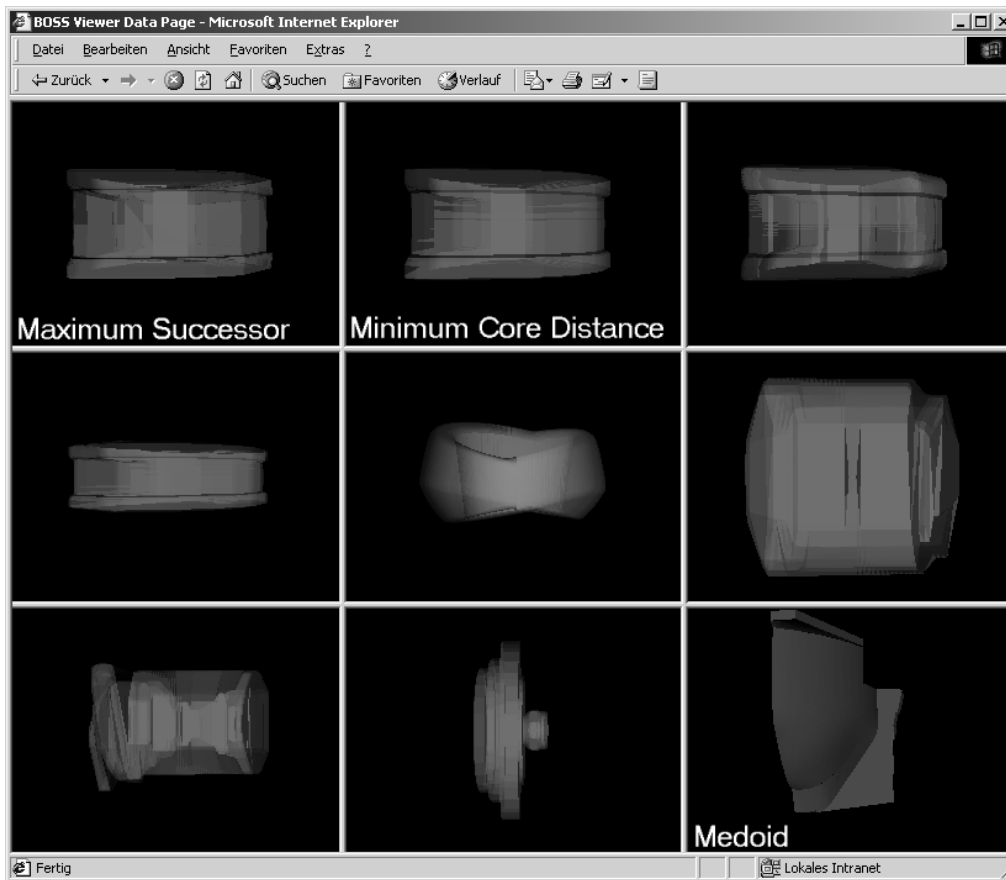 BOSS Viewer Data Page - Microsoft Internet Explorer
Datei Bearbeiten Ansicht Favoriten Extras ?
Zurück Suchen Favoriten Verlauf
Maximum Successor
Minimum Core Distance
Medoid
Fertig
Lokales Intranet